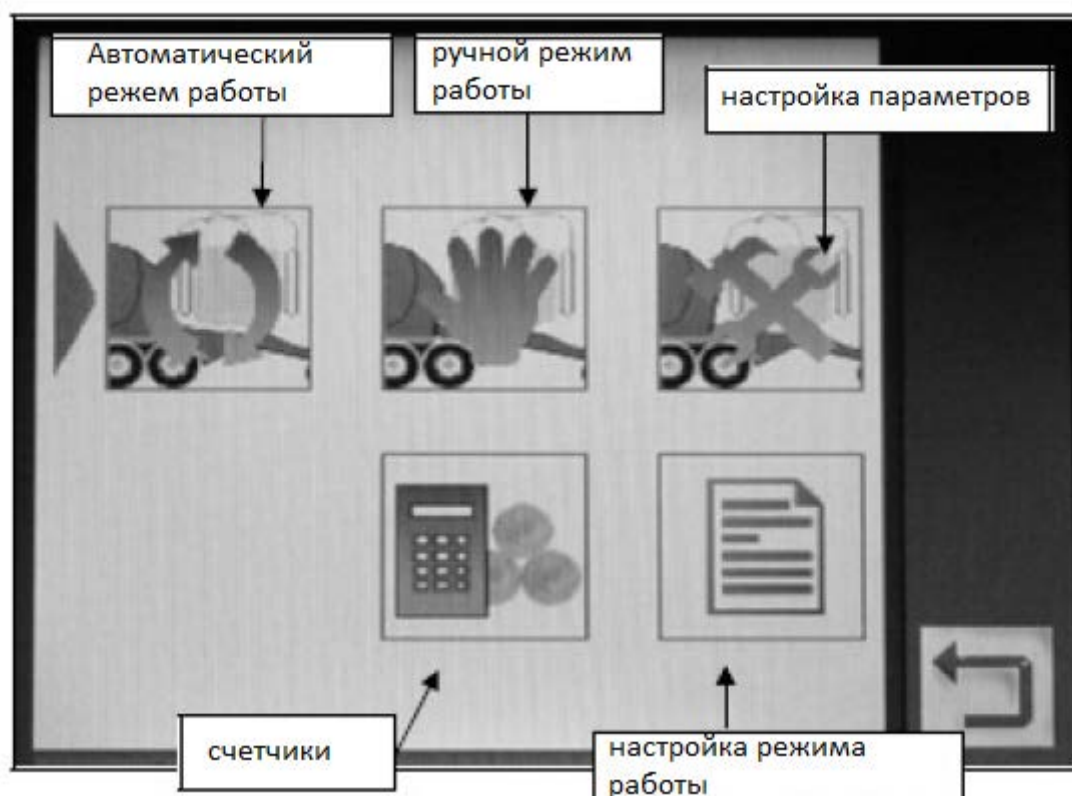 Автоматический
режем работы
ручной режим
работы
настройка параметров
счетчики
настройка режима
работы